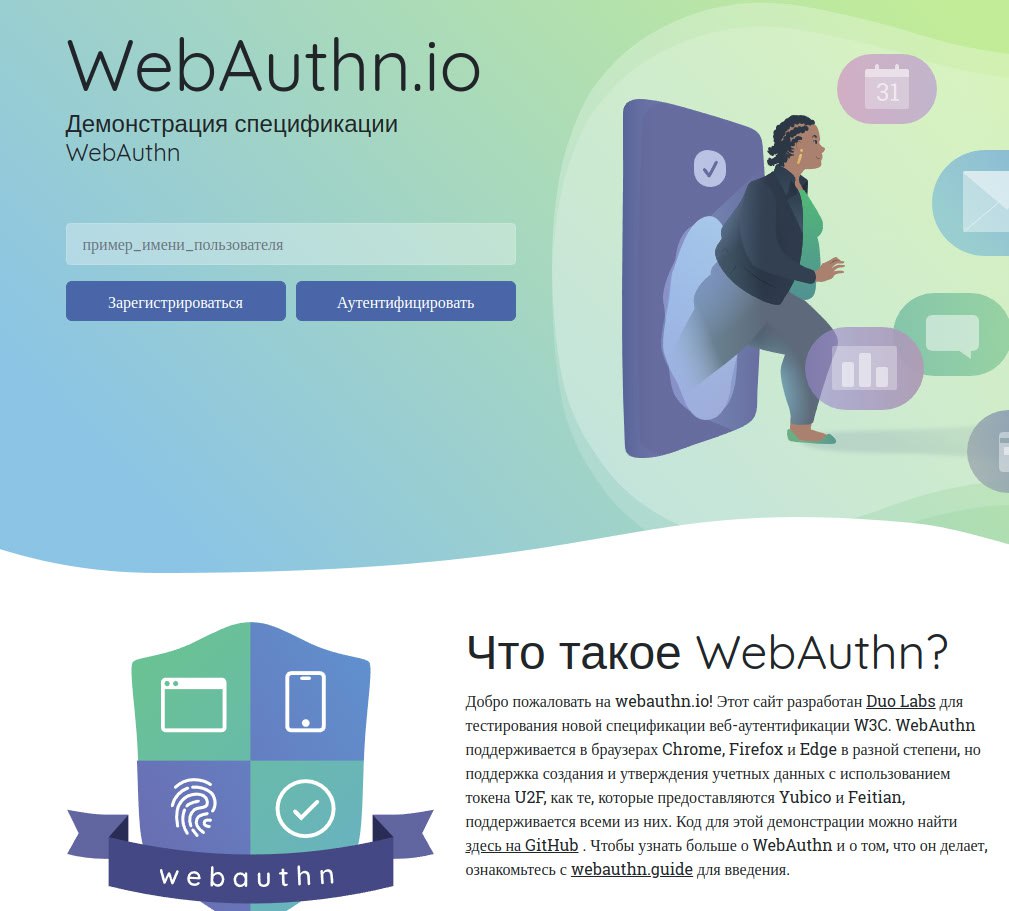 WebAuthn.io
Демонстрация спецификации
WebAuthn
пример_имени_пользователя
Зарегистрироваться
Аутентифицировать
31
Что такое WebAuthn?
Добро пожаловать на webauthn.io! Этот сайт разработан Duo Labs для
тестирования новой спецификации веб-аутентификации W3C. WebAuthn
поддерживается в браузерах Chrome, Firefox и Edge в разной степени, но
поддержка создания и утверждения учетных данных с использованием
токена U2F, как те, которые предоставляются Yubico и Feitian,
поддерживается всеми из них. Код для этой демонстрации можно найти
здесь на GitHub . Чтобы узнать больше о WebAuthn и о том, что он делает,
ознакомьтесь с webauthn.guide для введения.
webauthn